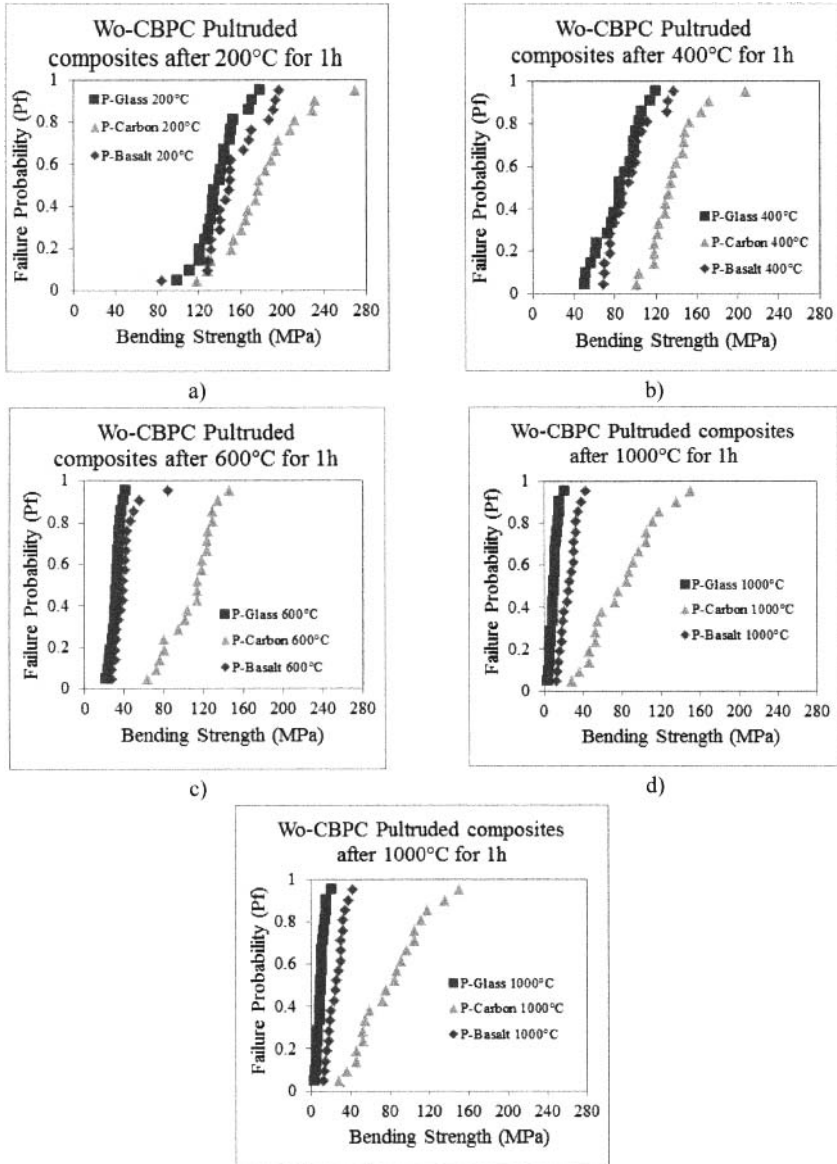 Wo-CBPC Pultruded
composites after 200°C for 1h
Failure Probability (Pf)
1
0.8
0.6
0.4
0.2
0
P-Glass 200°C
P-Carbon 200°C
P-Basalt 200°C
0 40 80 120 160 200 240 280
Bending Strength (MPa)
a)
Wo-CBPC Pultruded
composites after 400°C for 1h
Failure Probability (Pf)
1
0.8
0.6
0.4
0.2
0
P-Glass 400°C
P-Carbon 400°C
P-Basalt 400°C
0 40 80 120 160 200 240 280
Bending Strength (MPa)
b)
Wo-CBPC Pultruded
composites after 600°C for 1h
Failure Probability (Pf)
1
0.8
0.6
0.4
0.2
0
P-Glass 600°C
P-Carbon 600°C
P-Basalt 600°C
0 40 80 120 160 200 240 280
Bending Strength (MPa)
c)
Wo-CBPC Pultruded composites
after 1000°C for 1h
Failure Probability (Pf)
1
0.8
0.6
0.4
0.2
0
P-Glass 1000°C
P-Carbon 1000°C
P-Basalt 1000°C
0 40 80 120 160 200 240 280
Bending Strength (MPa)
d)
Wo-CBPC Pultruded composites
after 1000°C for 1h
Failure Probability (Pf)
1
0.8
0.6
0.4
0.2
0
P-Glass 1000°C
P-Carbon 1000°C
P-Basalt 1000°C
0 40 80 120 160 200 240 280
Bending Strength (MPa)